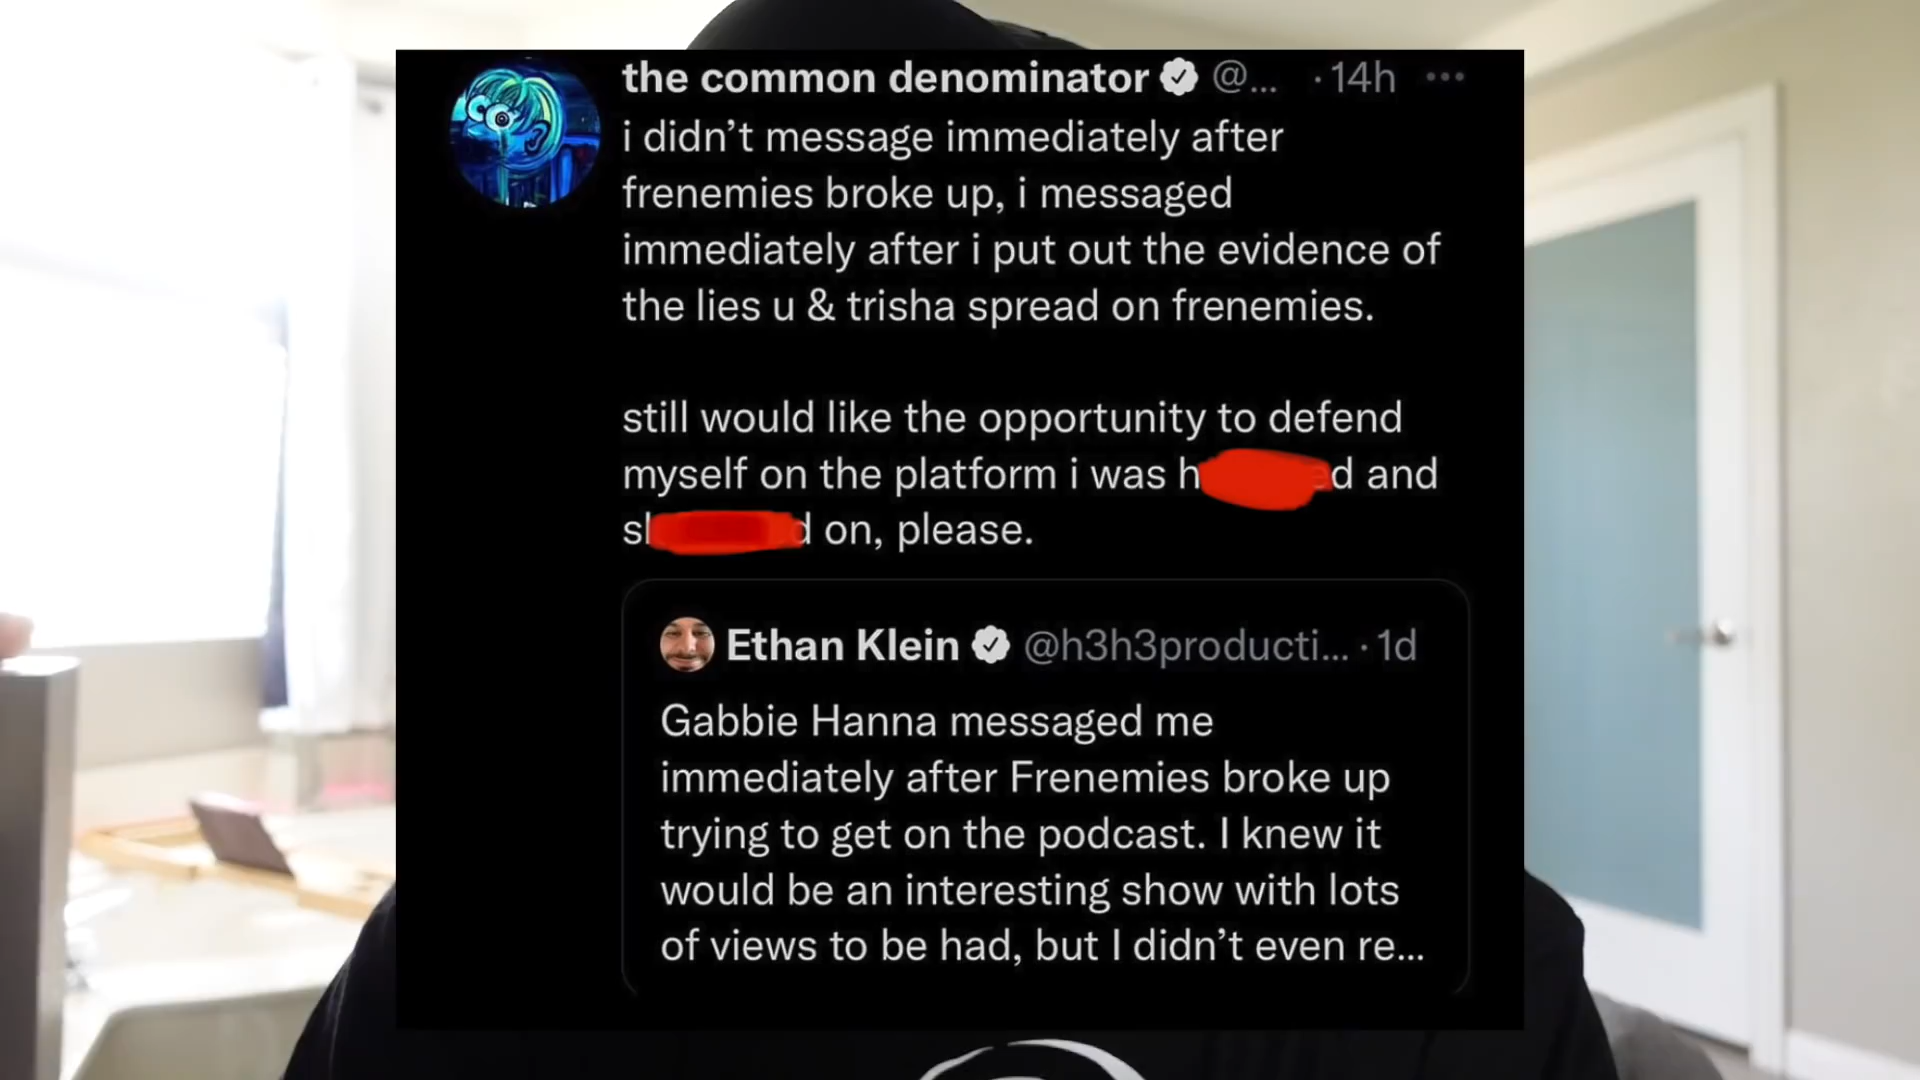 the common denominator @... · 14h
i didn't message immediately after
frenemies broke up, i messaged
immediately after i put out the evidence of
the lies u & trisha spread on frenemies.
still would like the opportunity to defend
myself on the platform i was and
on, please.
Ethan Klein @h3h3producti... · 1d
Gabbie Hanna messaged me
immediately after Frenemies broke up
trying to get on the podcast. I knew it
would be an interesting show with lots
of views to be had, but I didn't even re...